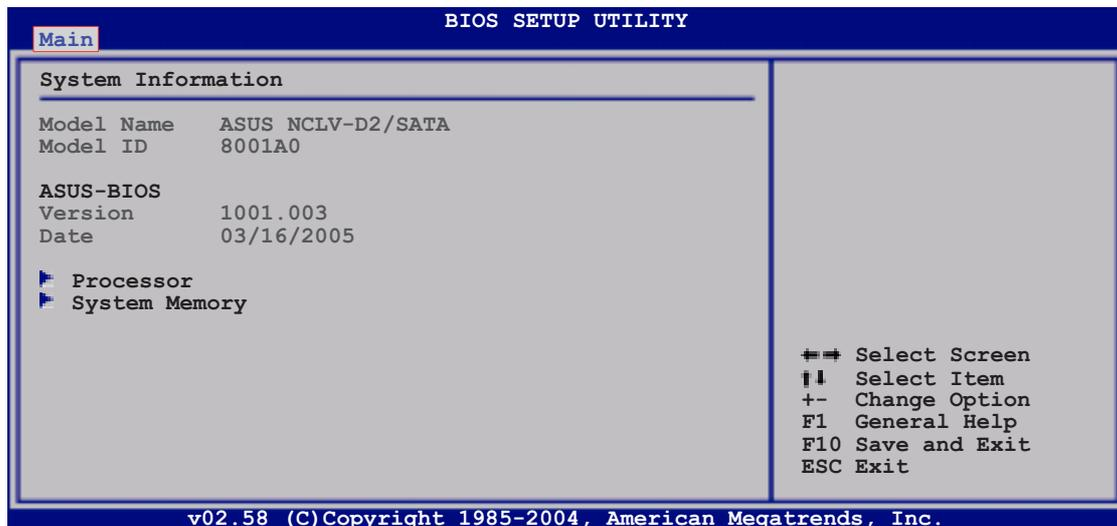 BIOS SETUP UTILITY
Main
System Information
Model Name ASUS NCLV-D2/SATA
Model ID 8001A0
ASUS-BIOS
Version 1001.003
Date 03/16/2005
Processor
System Memory
←→ Select Screen
↑↓ Select Item
+- Change Option
F1 General Help
F10 Save and Exit
ESC Exit
v02.58 (C)Copyright 1985-2004, American Megatrends, Inc.